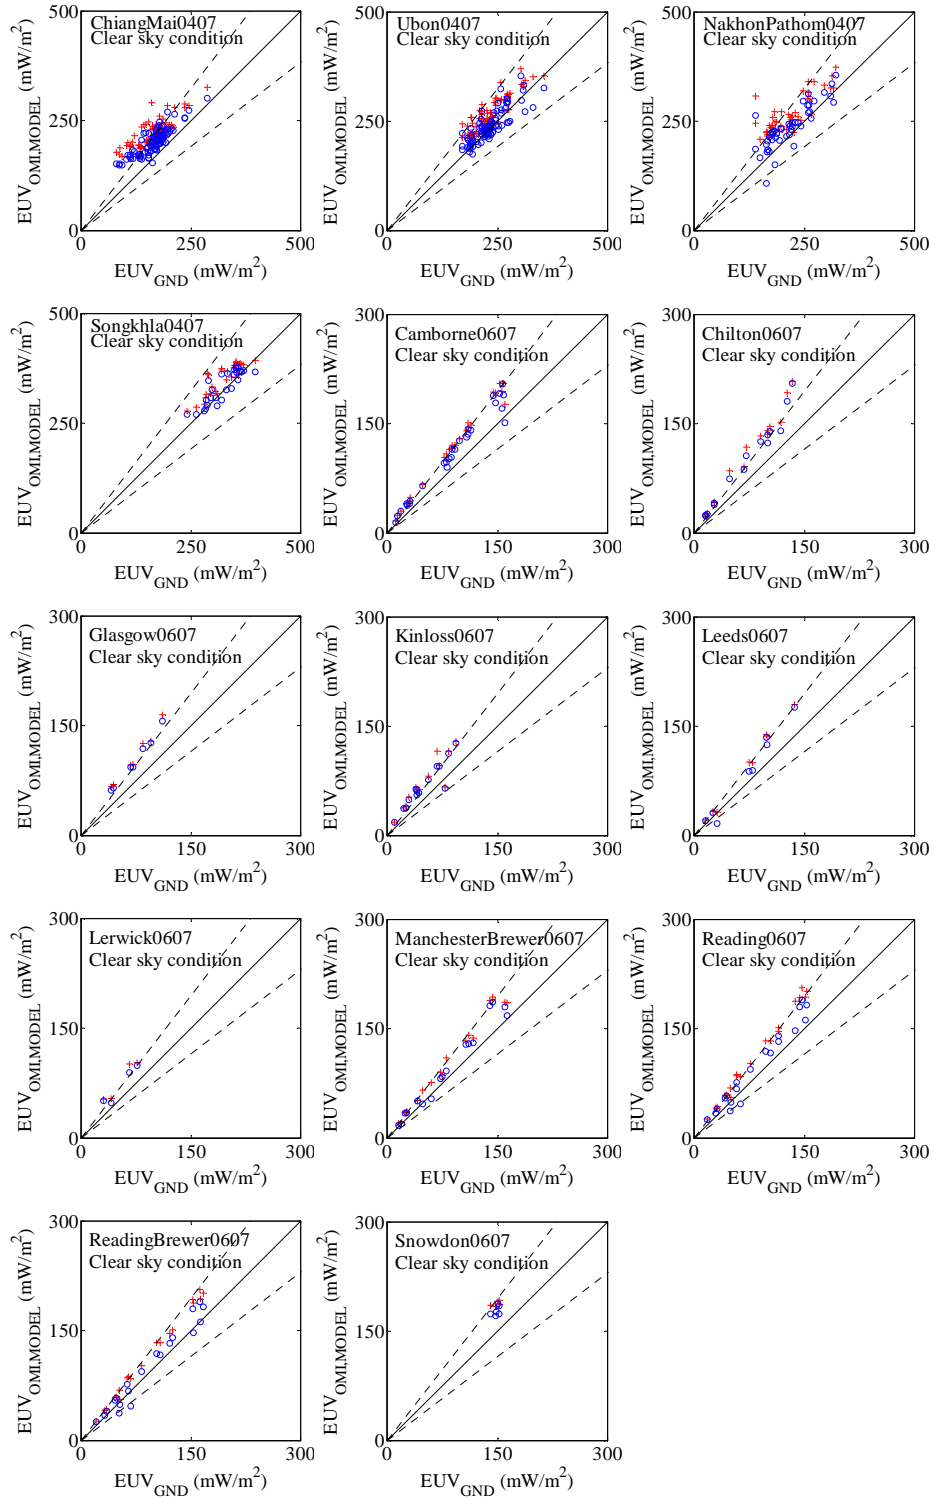 ChiangMai0407
Clear sky condition
500
250
0
0
250
500
EUV_OMI,MODEL (mW/m²)
EUV_GND (mW/m²)
Ubon0407
Clear sky condition
500
250
0
0
250
500
EUV_OMI,MODEL (mW/m²)
EUV_GND (mW/m²)
NakhonPathom0407
Clear sky condition
500
250
0
0
250
500
EUV_OMI,MODEL (mW/m²)
EUV_GND (mW/m²)
Songkhla0407
Clear sky condition
500
250
0
0
250
500
EUV_OMI,MODEL (mW/m²)
EUV_GND (mW/m²)
Camborne0607
Clear sky condition
300
150
0
0
150
300
EUV_OMI,MODEL (mW/m²)
EUV_GND (mW/m²)
Chilton0607
Clear sky condition
300
150
0
0
150
300
EUV_OMI,MODEL (mW/m²)
EUV_GND (mW/m²)
Glasgow0607
Clear sky condition
300
150
0
0
150
300
EUV_OMI,MODEL (mW/m²)
EUV_GND (mW/m²)
Kinloss0607
Clear sky condition
300
150
0
0
150
300
EUV_OMI,MODEL (mW/m²)
EUV_GND (mW/m²)
Leeds0607
Clear sky condition
300
150
0
0
150
300
EUV_OMI,MODEL (mW/m²)
EUV_GND (mW/m²)
Lerwick0607
Clear sky condition
300
150
0
0
150
300
EUV_OMI,MODEL (mW/m²)
EUV_GND (mW/m²)
ManchesterBrewer0607
Clear sky condition
300
150
0
0
150
300
EUV_OMI,MODEL (mW/m²)
EUV_GND (mW/m²)
Reading0607
Clear sky condition
300
150
0
0
150
300
EUV_OMI,MODEL (mW/m²)
EUV_GND (mW/m²)
ReadingBrewer0607
Clear sky condition
300
150
0
0
150
300
EUV_OMI,MODEL (mW/m²)
EUV_GND (mW/m²)
Snowdon0607
Clear sky condition
300
150
0
0
150
300
EUV_OMI,MODEL (mW/m²)
EUV_GND (mW/m²)